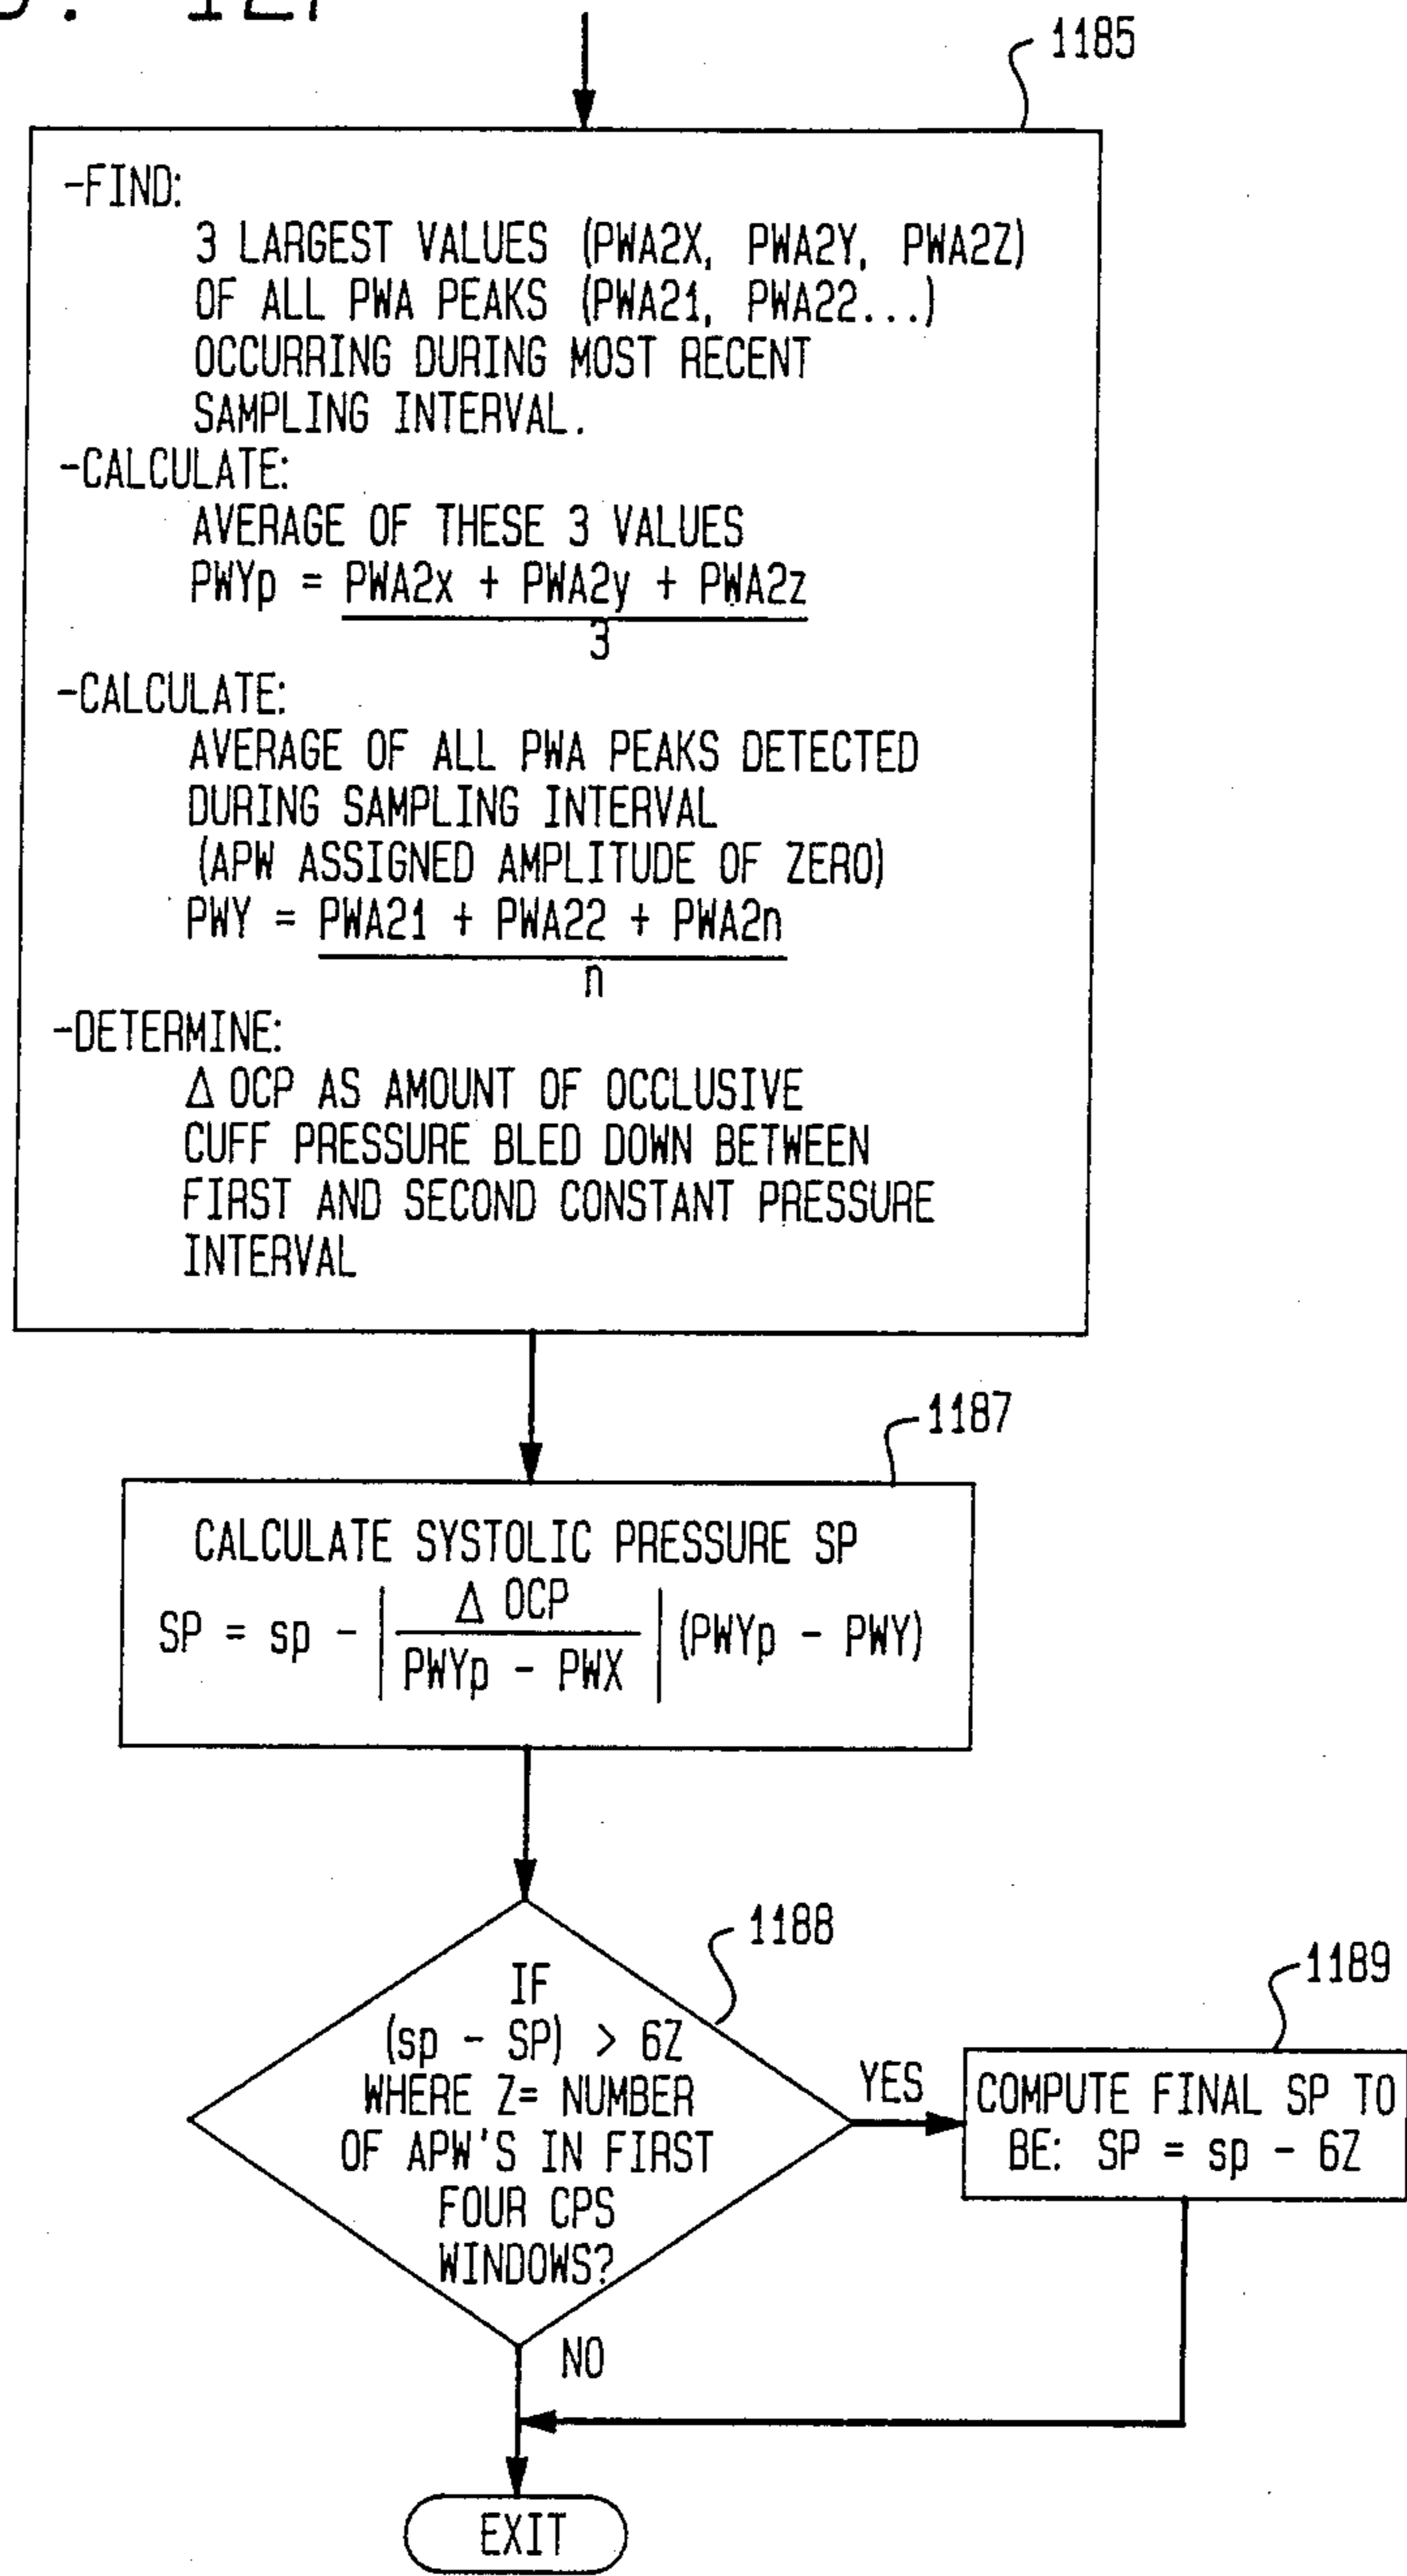 1185
-FIND:
3 LARGEST VALUES (PWA2X, PWA2Y, PWA2Z)
OF ALL PWA PEAKS (PWA21, PWA22...)
OCCURRING DURING MOST RECENT
SAMPLING INTERVAL.
-CALCULATE:
AVERAGE OF THESE 3 VALUES
PWYp = PWA2x + PWA2y + PWA2z
3
-CALCULATE:
AVERAGE OF ALL PWA PEAKS DETECTED
DURING SAMPLING INTERVAL
(APW ASSIGNED AMPLITUDE OF ZERO)
PWY = PWA21 + PWA22 + PWA2n
n
-DETERMINE:
Δ OCP AS AMOUNT OF OCCLUSIVE
CUFF PRESSURE BLED DOWN BETWEEN
FIRST AND SECOND CONSTANT PRESSURE
INTERVAL
1187
CALCULATE SYSTOLIC PRESSURE SP
Δ OCP
SP = sp - | | (PWYp - PWY)
PWYp - PWX
1188
IF
(sp - SP) > 6Z
WHERE Z= NUMBER
OF APW'S IN FIRST
FOUR CPS
WINDOWS?
YES
1189
COMPUTE FINAL SP TO
BE: SP = sp - 6Z
NO
EXIT